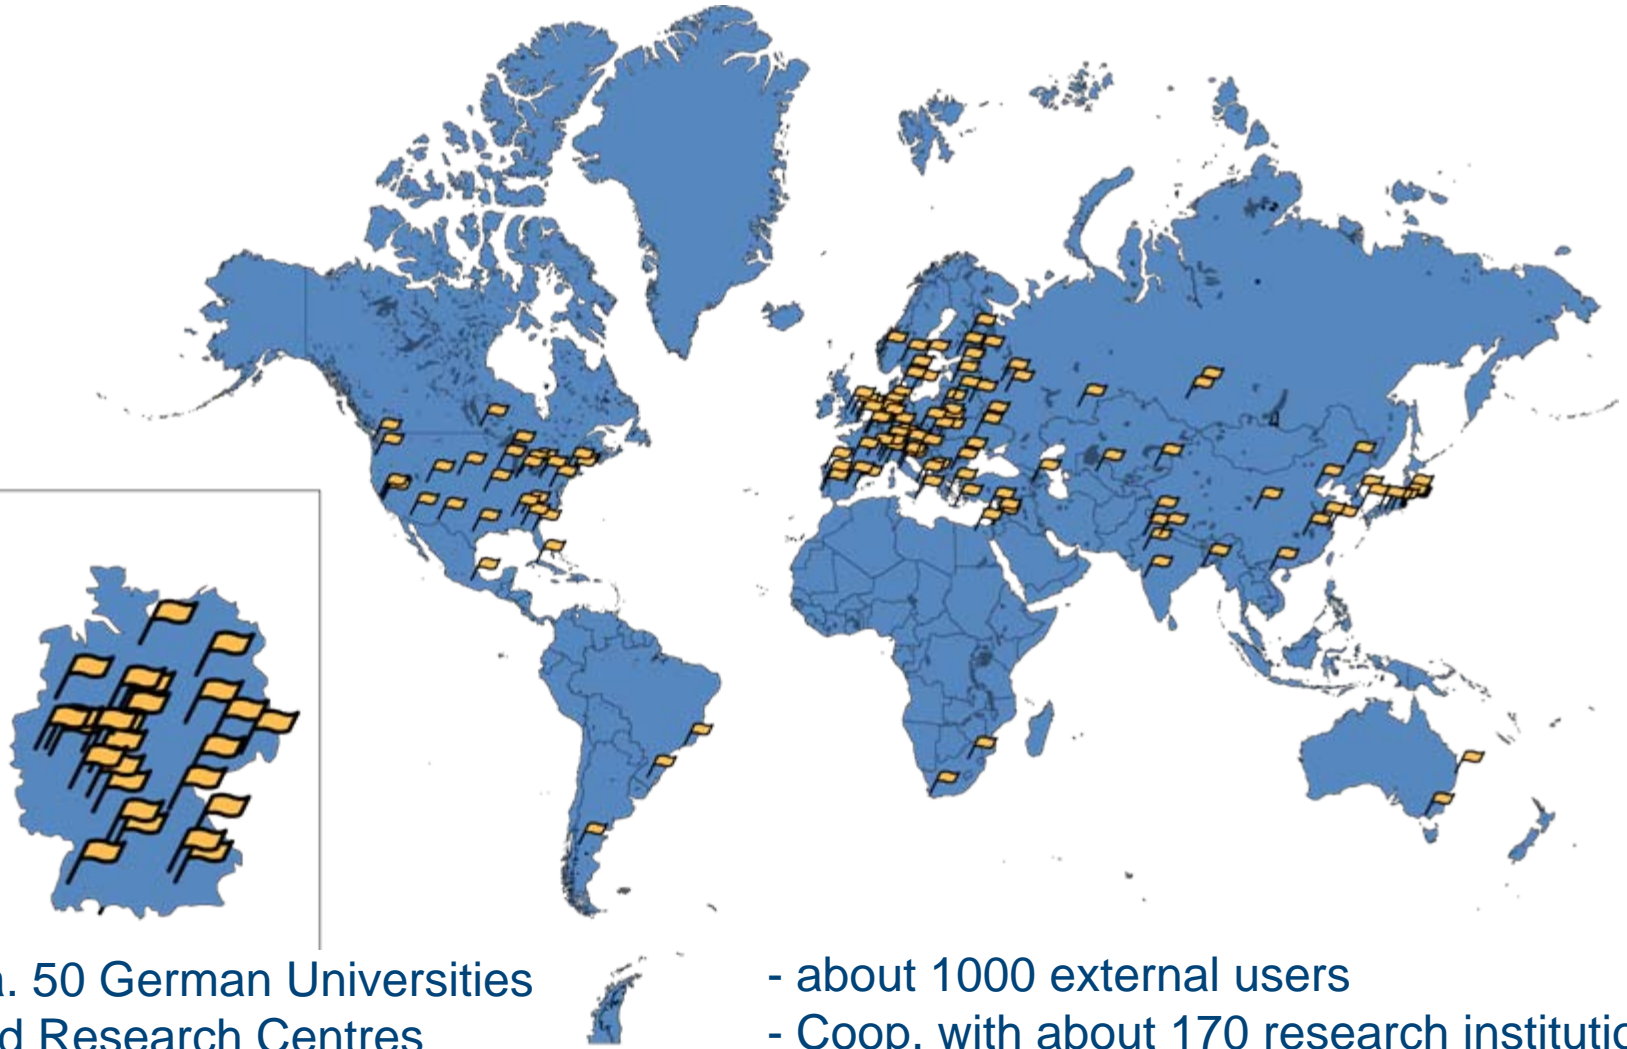 a. 50 German Universities
d Research Centres
- about 1000 external users
- Coop. with about 170 research institutio